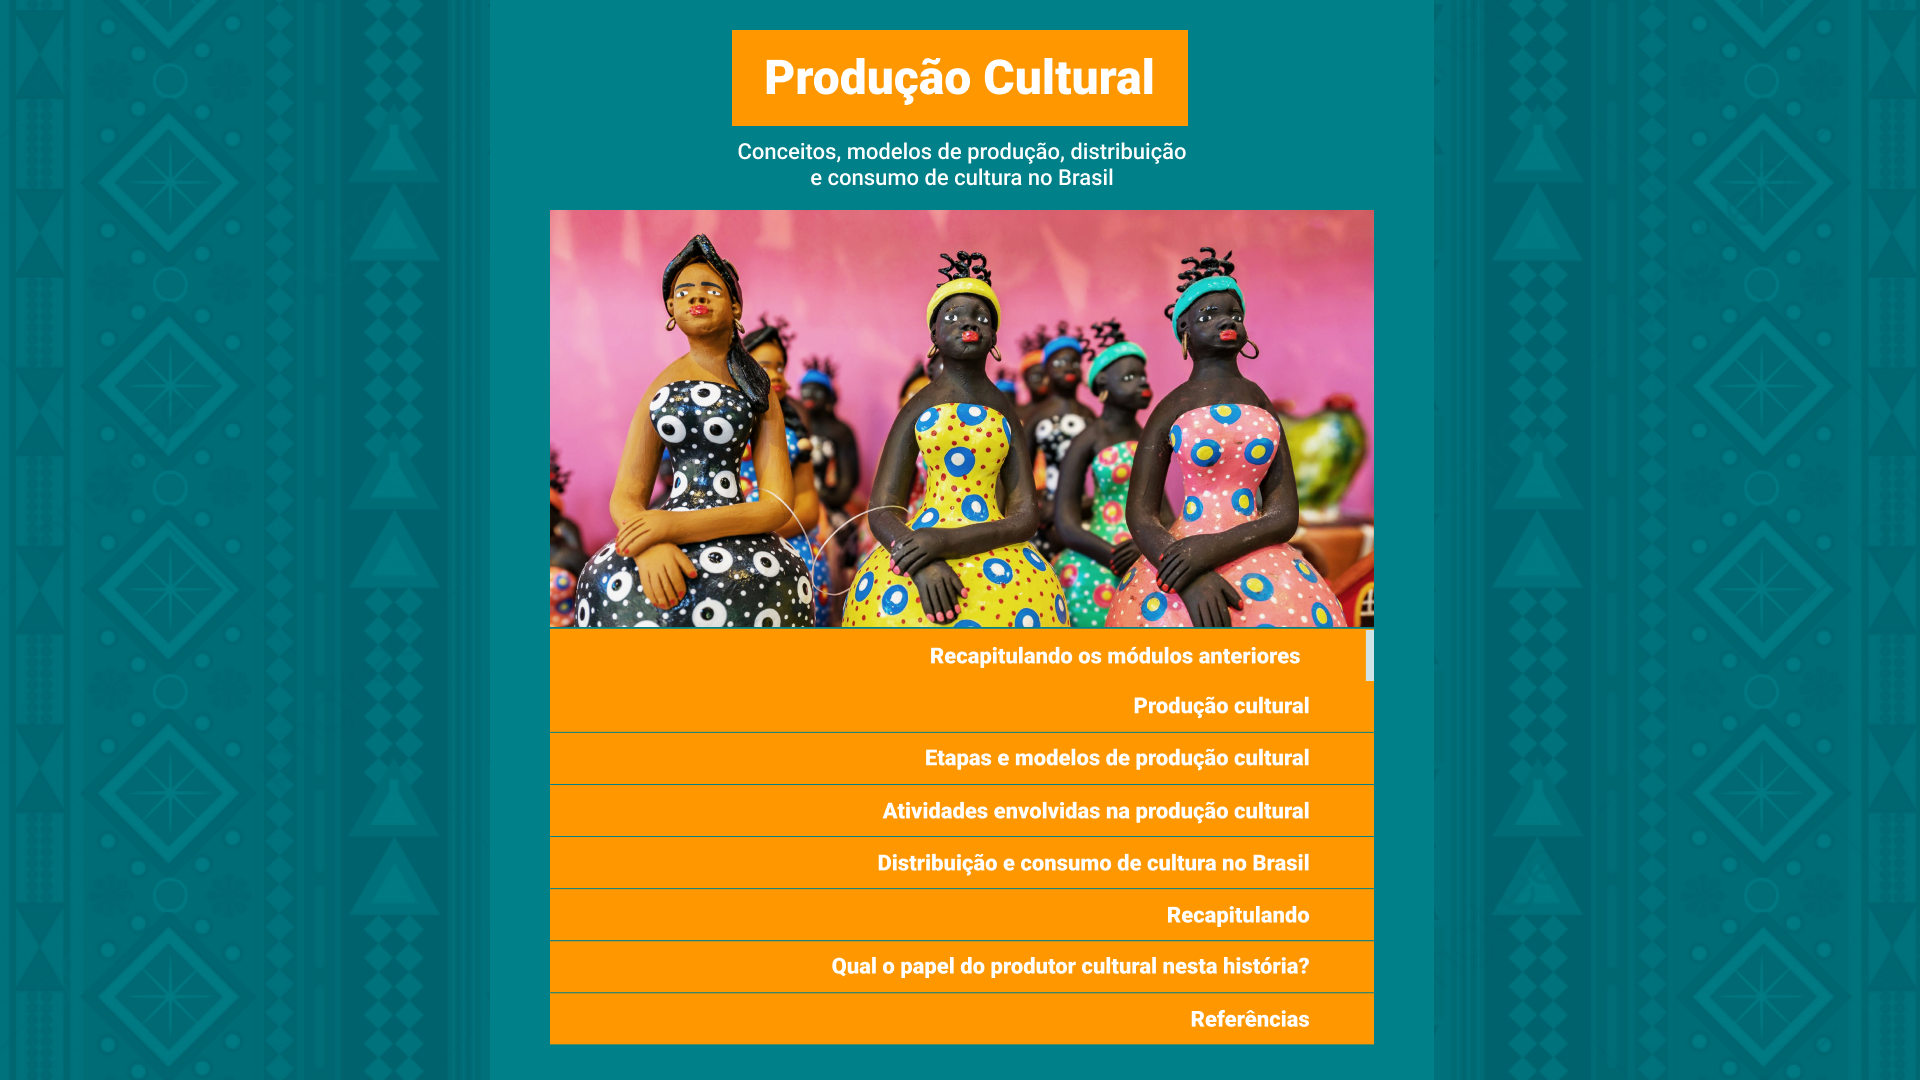 Produção Cultural
Conceitos, modelos de produção, distribuição
e consumo de cultura no Brasil
Recapitulando os módulos anteriores
Produção cultural
Etapas e modelos de produção cultural
Atividades envolvidas na produção cultural
Distribuição e consumo de cultura no Brasil
Recapitulando
Qual o papel do produtor cultural nesta história?
Referências